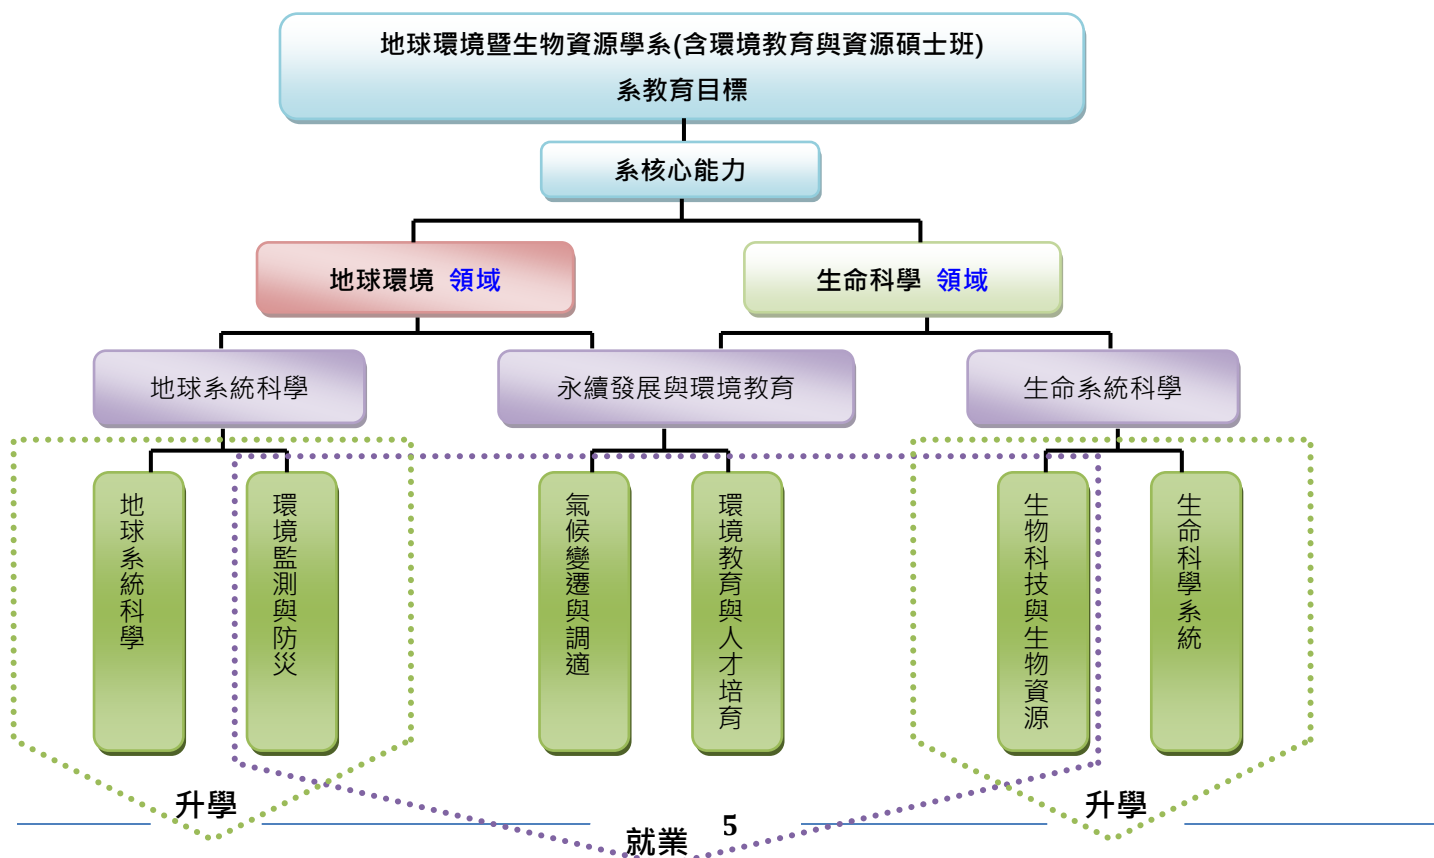 地球環境暨生物資源學系(含環境教育與資源碩士班)
系教育目標
系核心能力
地球環境 領域
生命科學 領域
地球系統科學
永續發展與環境教育
生命系統科學
地球系統科學
環境監測與防災
氣候變遷與調適
環境教育與人才培育
生物科技與生物資源
生命科學系統
升學
升學
就業
5